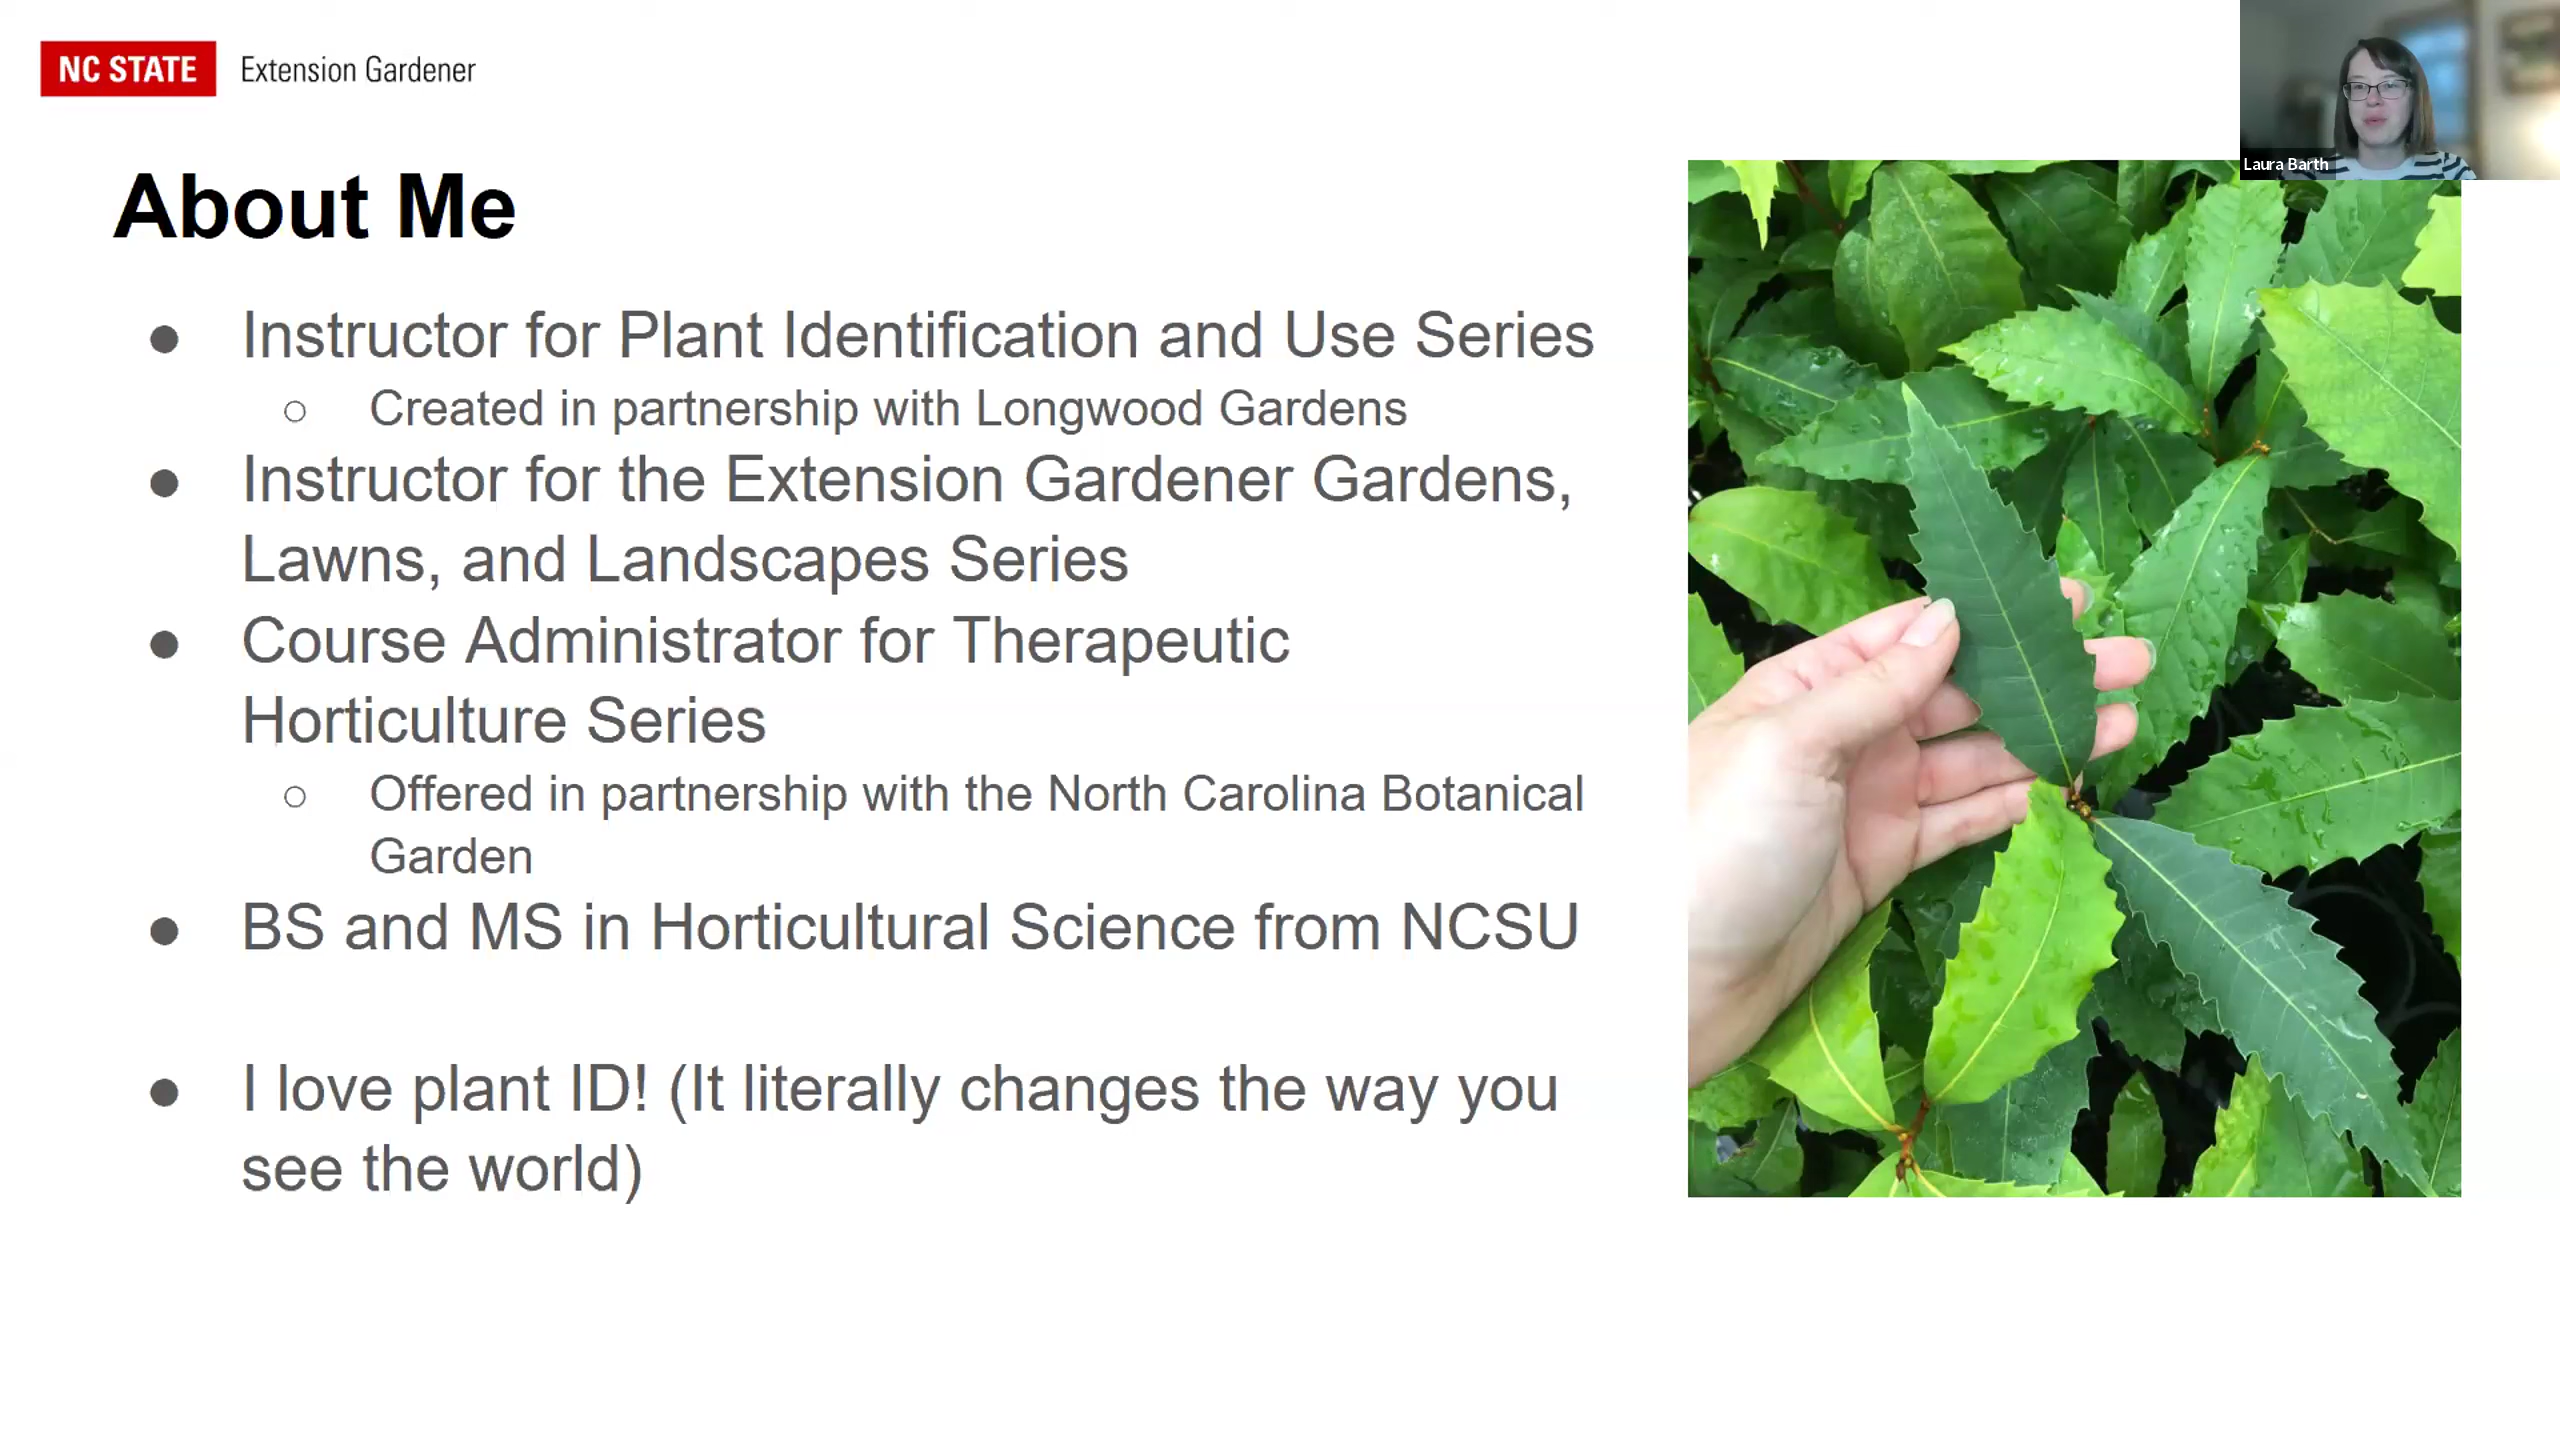 NC STATE Extension Gardener
Laura Barth
About Me
● Instructor for Plant Identification and Use Series
○ Created in partnership with Longwood Gardens
● Instructor for the Extension Gardener Gardens,
Lawns, and Landscapes Series
● Course Administrator for Therapeutic
Horticulture Series
○ Offered in partnership with the North Carolina Botanical
Garden
● BS and MS in Horticultural Science from NCSU
● I love plant ID! (It literally changes the way you
see the world)